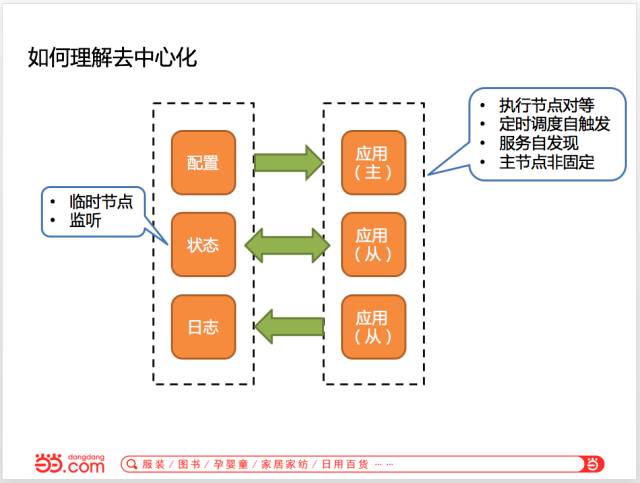 如何理解去中心化
• 执行节点对等
• 定时调度自触发
• 服务自发现
• 主节点非固定
配置
应用
（主）
• 临时节点
• 监听
状态
应用
（从）
日志
应用
（从）
当当
dangdang
.com
服装 / 图书 / 孕婴童 / 家居家纺 / 日用百货 ··· ···
当